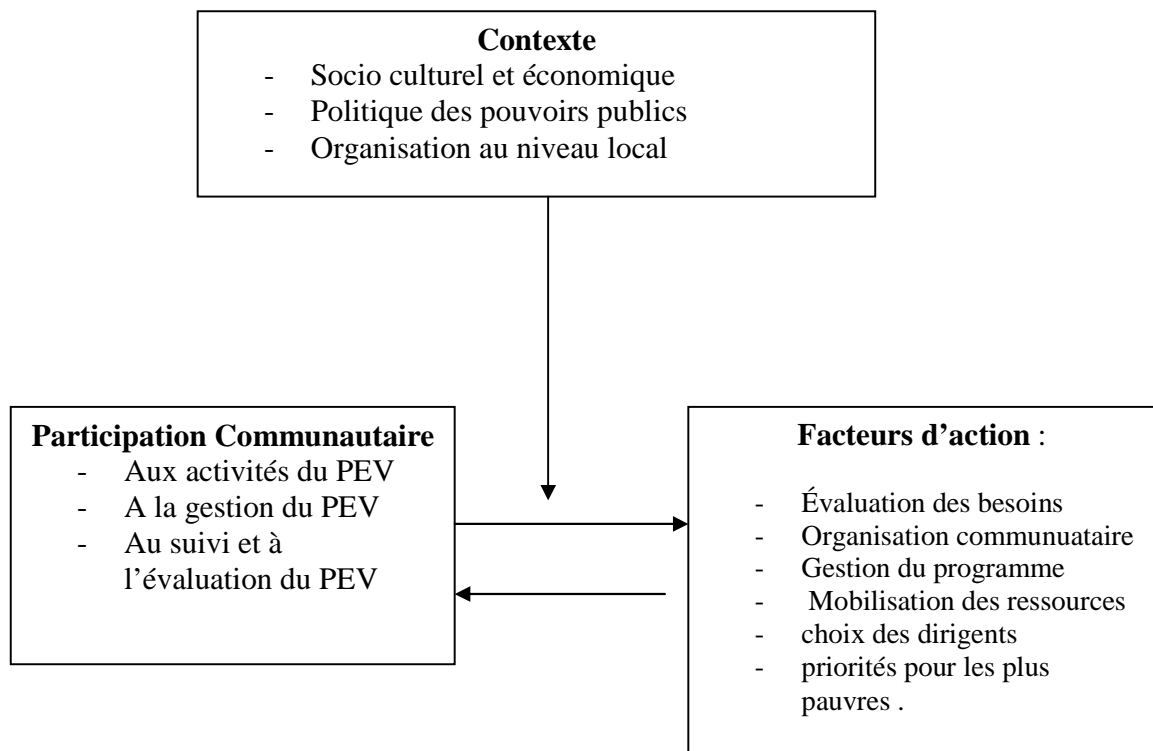 Contexte
- Socio culturel et économique
- Politique des pouvoirs publics
- Organisation au niveau local
Participation Communautaire
- Aux activités du PEV
- A la gestion du PEV
- Au suivi et à
l’évaluation du PEV
Facteurs d’action :
- Évaluation des besoins
- Organisation communuataire
- Gestion du programme
- Mobilisation des ressources
- choix des dirigents
- priorités pour les plus
pauvres .